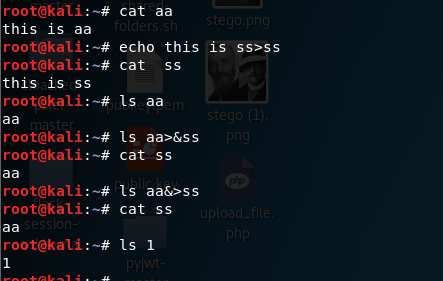 root@kali:~# cat aa
this is aa
root@kali:~# echo this is ss>ss
root@kali:~# cat  ss
this is ss
root@kali:~# ls aa
aa
root@kali:~# ls aa>&ss
root@kali:~# cat ss
aa
root@kali:~# ls aa&>ss
root@kali:~# cat ss
aa
root@kali:~# ls 1
1
root@kali:~#
shared-
folders.sh
stego.png
master
stego (1).
png
public.key
upload_file.
php
session-
pyjwt-